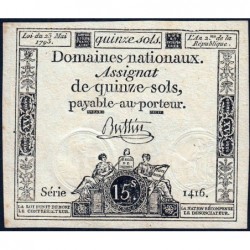 Loi du 23 Mai 1793.
quinze sols.
L'An 2.me de la République.
Domaines nationaux.
Assignat
de quinze sols,
payable au porteur.
Buttin
Série
15 s
1416.
LA LOI PUNIT DE MORT LE CONTREFACTEUR.
LA NATION RÉCOMPENSE LE DÉNONCIATEUR.